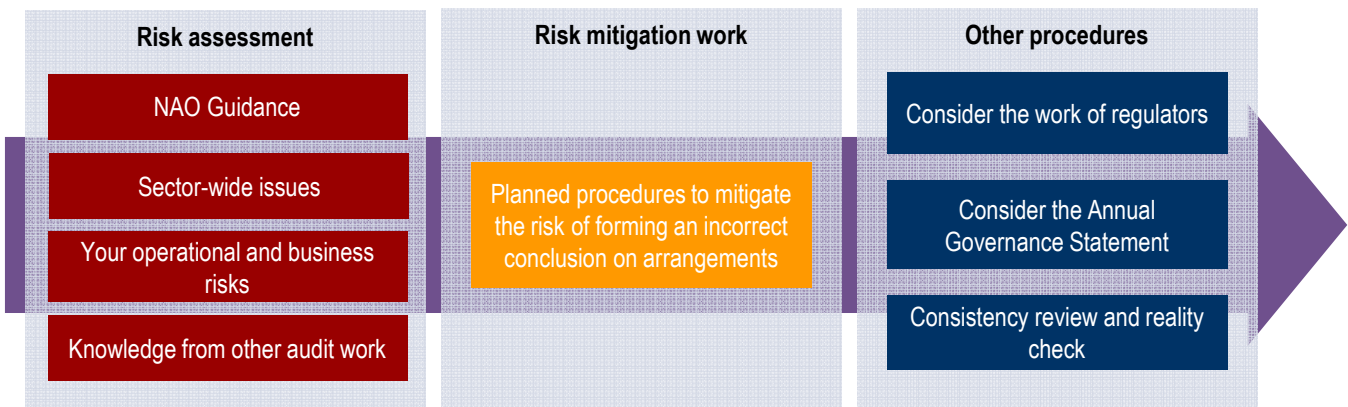 Risk assessment
NAO Guidance
Sector-wide issues
Your operational and business
risks
Knowledge from other audit work
Risk mitigation work
Planned procedures to mitigate
the risk of forming an incorrect
conclusion on arrangements
Other procedures
Consider the work of regulators
Consider the Annual
Governance Statement
Consistency review and reality
check